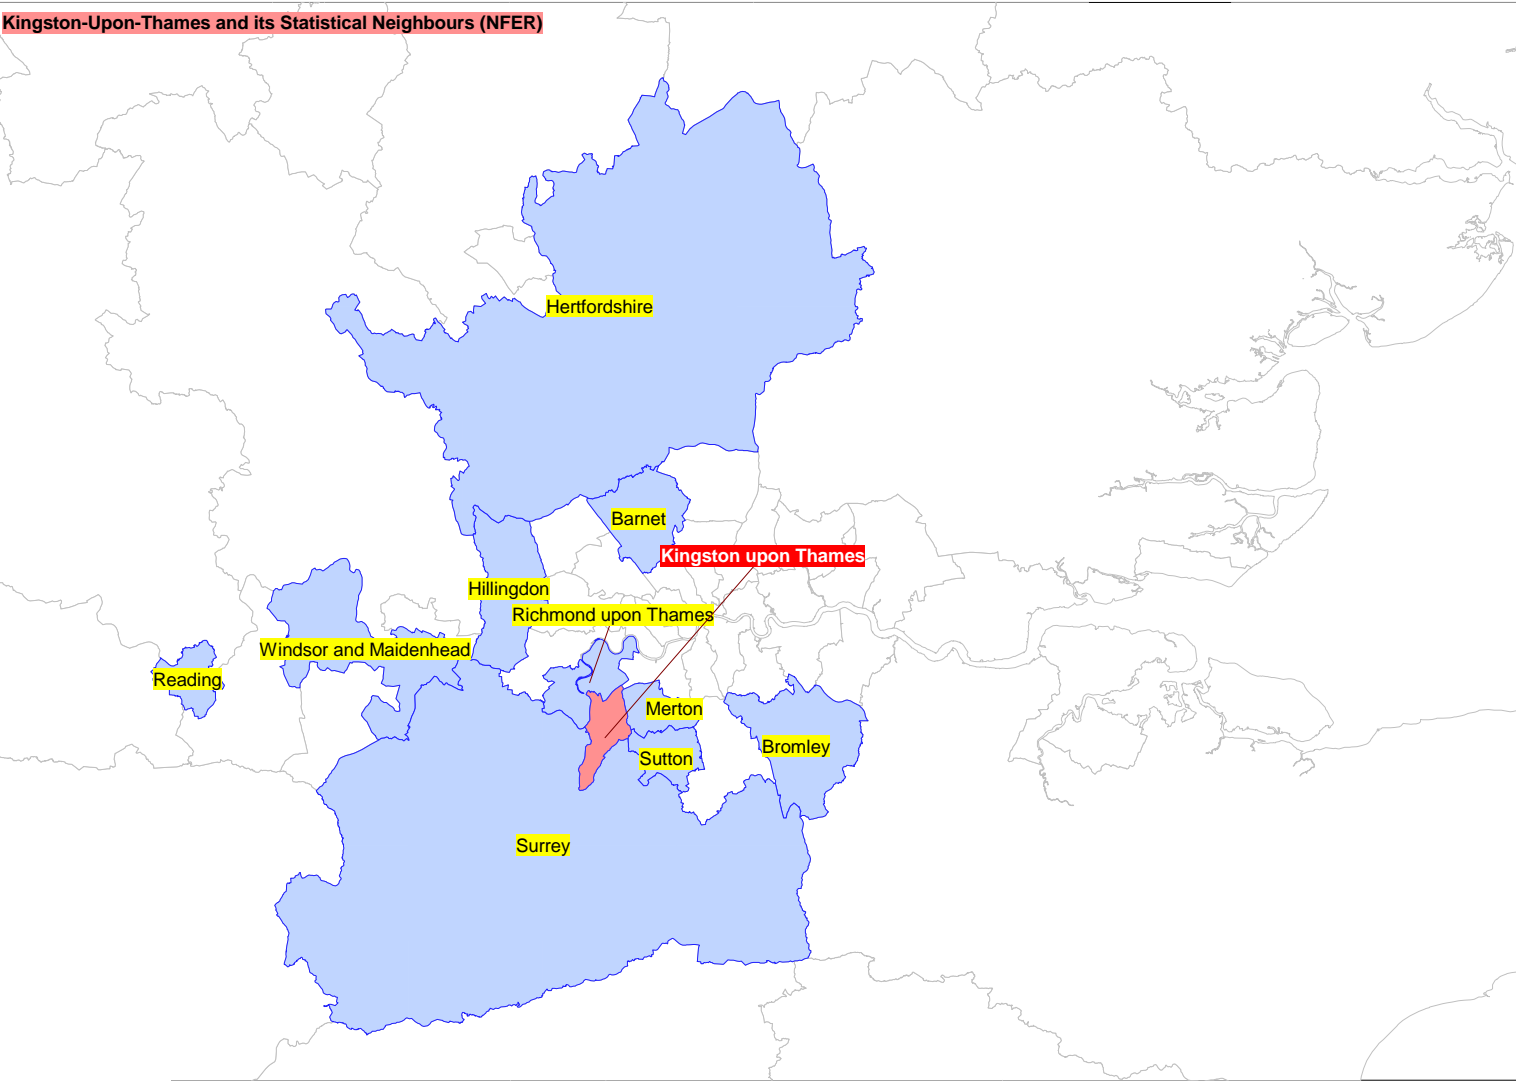 Kingston-Upon-Thames and its Statistical Neighbours (NFER)
Hertfordshire
Barnet
Kingston upon Thames
Hillingdon
Richmond upon Thames
Windsor and Maidenhead
Reading
Merton
Bromley
Sutton
Surrey